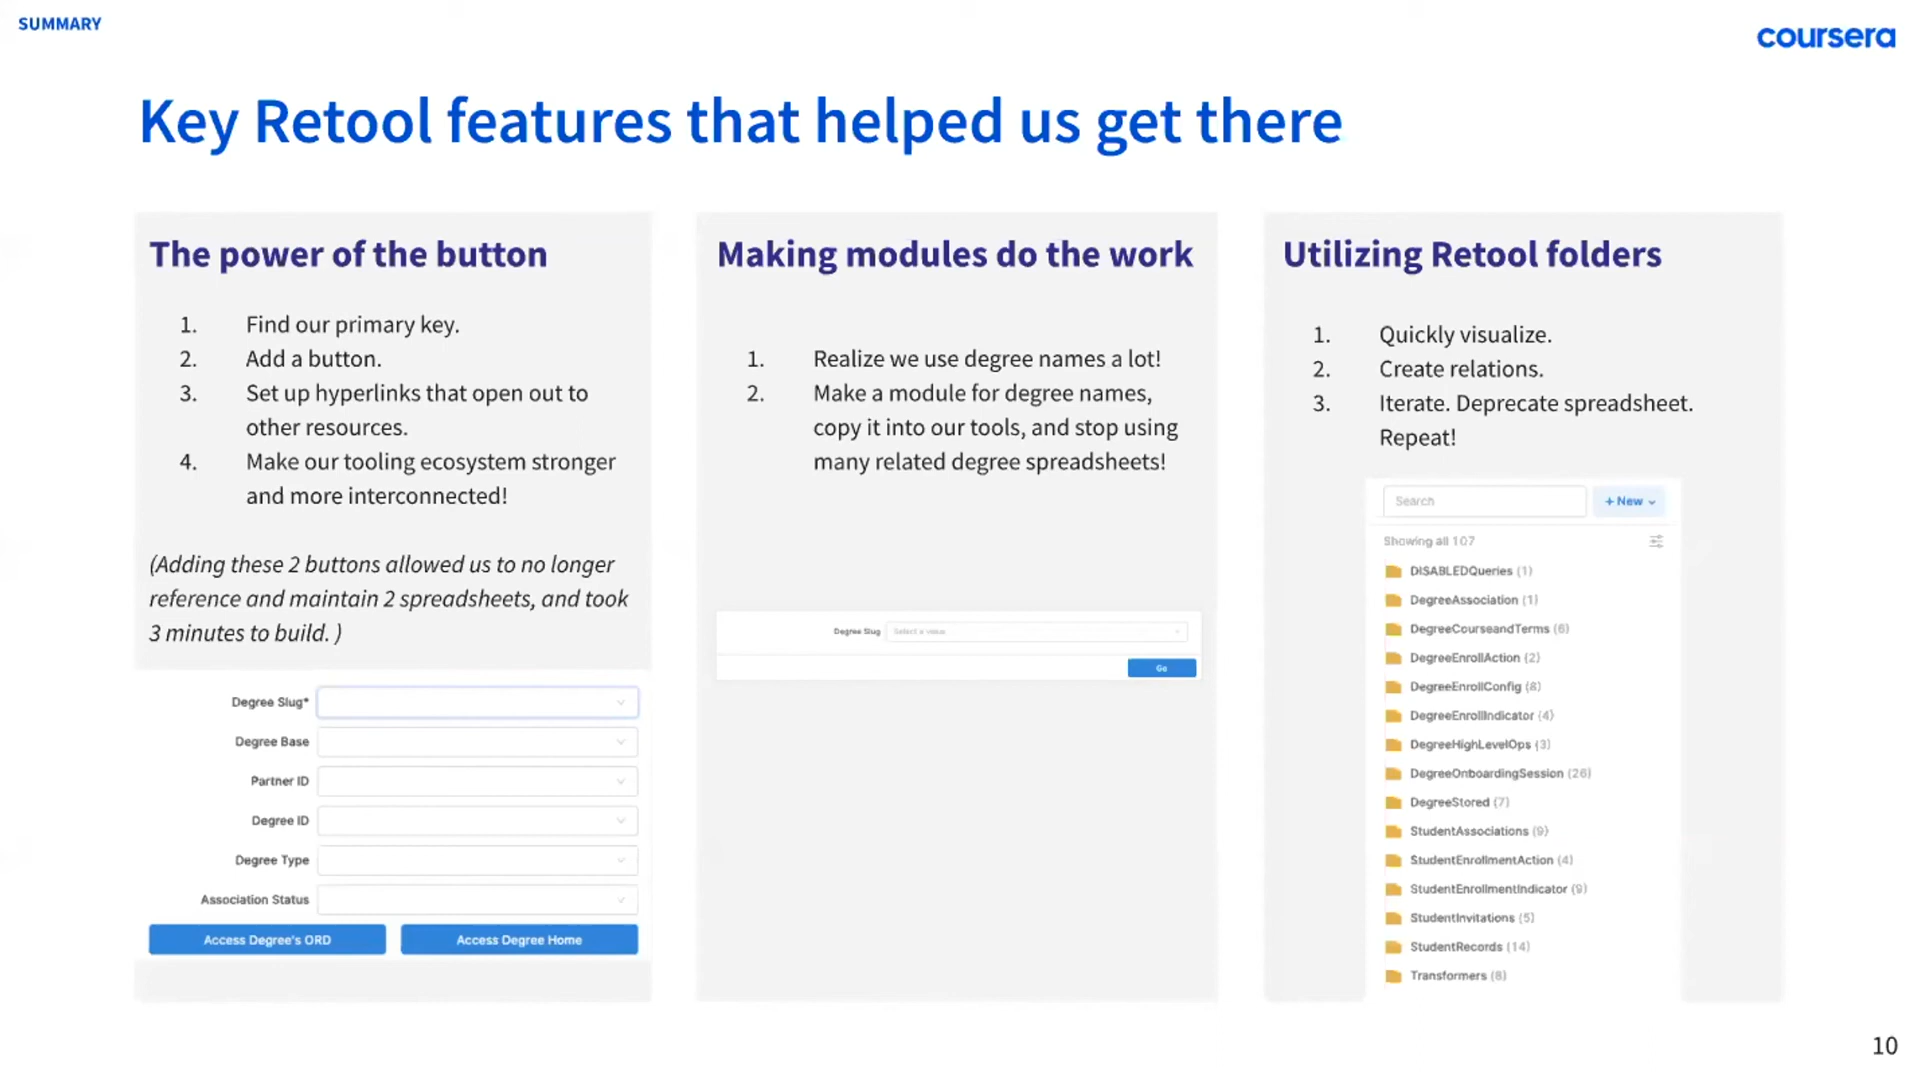 SUMMARY
coursera
Key Retool features that helped us get there
The power of the button
1. Find our primary key.
2. Add a button.
3. Set up hyperlinks that open out to
other resources.
4. Make our tooling ecosystem stronger
and more interconnected!
(Adding these 2 buttons allowed us to no longer
reference and maintain 2 spreadsheets, and took
3 minutes to build. )
Degree Slug*
Degree Base
Partner ID
Degree ID
Degree Type
Association Status
Access Degree's ORD
Access Degree Home
Making modules do the work
1. Realize we use degree names a lot!
2. Make a module for degree names,
copy it into our tools, and stop using
many related degree spreadsheets!
Degree Slug Select a value
Go
Utilizing Retool folders
1. Quickly visualize.
2. Create relations.
3. Iterate. Deprecate spreadsheet.
Repeat!
Search + New
Showing all 107
DISABLEDQueries (1)
DegreeAssociation (1)
DegreeCourseandTerms (6)
DegreeEnrollAction (2)
DegreeEnrollConfig (8)
DegreeEnrollIndicator (4)
DegreeHighLevelOps (3)
DegreeOnboardingSession (26)
DegreeStored (7)
StudentAssociations (9)
StudentEnrollmentAction (4)
StudentEnrollmentIndicator (9)
StudentInvitations (5)
StudentRecords (14)
Transformers (8)
10